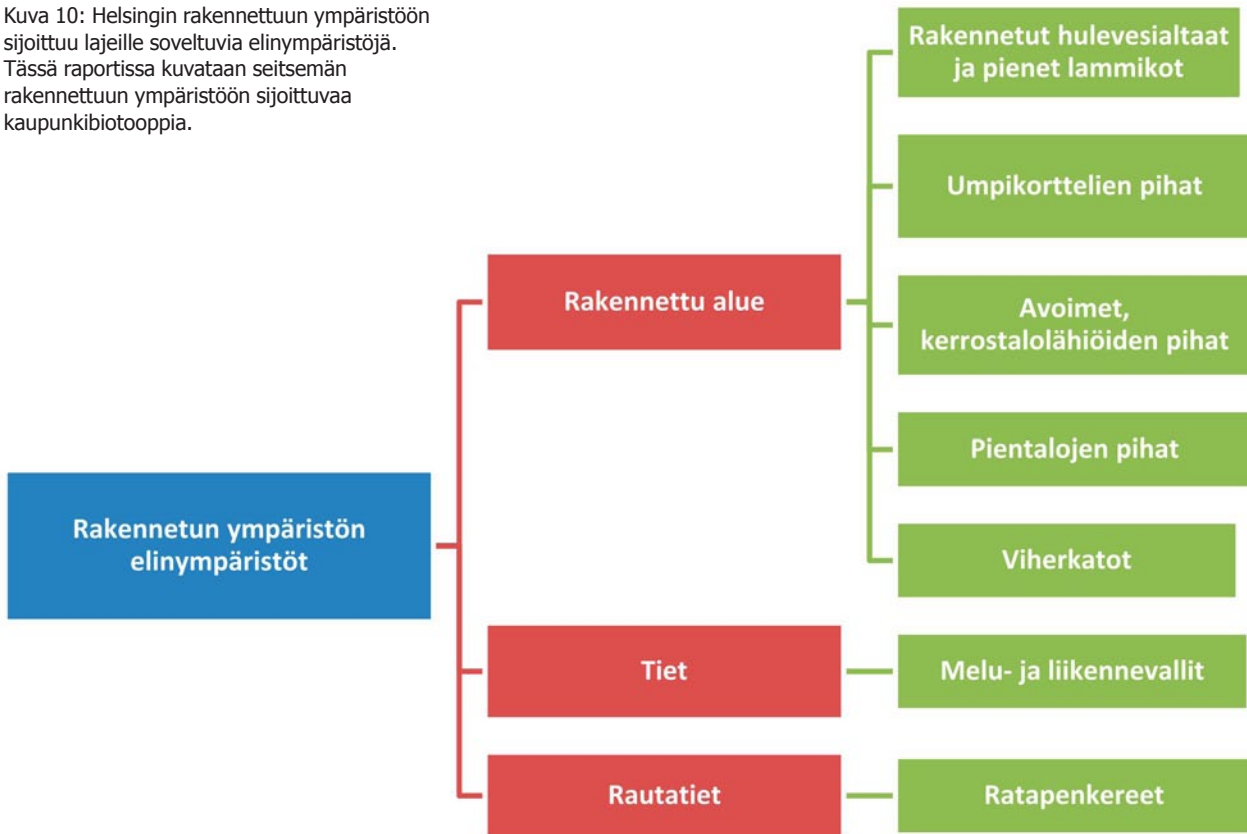 Kuva 10: Helsingin rakennettuun ympäristöön
sijoittuu lajeille soveltuvia elinympäristöjä.
Tässä raportissa kuvataan seitsemän
rakennettuun ympäristöön sijoittuvaa
kaupunkibiotooppia.
Rakennetun ympäristön
elinympäristöt
Rakennettu alue
Rakennetut hulevesialtaat
ja pienet lammikot
Umpikorttelien pihat
Avoimet,
kerrostalolähiöiden pihat
Pientalojen pihat
Viherkatot
Tiet
Melu- ja liikennevallit
Rautatiet
Ratapenkereet